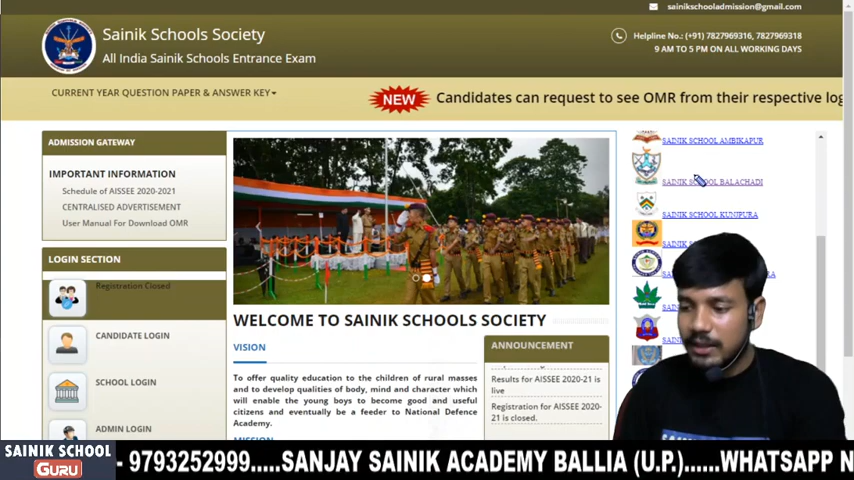 sainikschooladmission@gmail.com
Sainik Schools Society
All India Sainik Schools Entrance Exam
Helpline No.: (+91) 7827969316, 7827969318
9 AM TO 5 PM ON ALL WORKING DAYS
CURRENT YEAR QUESTION PAPER & ANSWER KEY
NEW
Candidates can request to see OMR from their respective log
ADMISSION GATEWAY
IMPORTANT INFORMATION
Schedule of AISSEE 2020-2021
CENTRALISED ADVERTISEMENT
User Manual For Download OMR
LOGIN SECTION
Registration Closed
CANDIDATE LOGIN
SCHOOL LOGIN
ADMIN LOGIN
WELCOME TO SAINIK SCHOOLS SOCIETY
VISION
To offer quality education to the children of rural masses
and to develop qualities of body, mind and character which
will enable the young boys to become good and useful
citizens and eventually be a feeder to National Defence
Academy.
MISSION
ANNOUNCEMENT
Results for AISSEE 2020-21 is
live
Registration for AISSEE 2020-
21 is closed.
SAINIK SCHOOL AMBIKAPUR
SAINIK SCHOOL BALACHADI
SAINIK SCHOOL KUNJPURA
SAINIK SCHOOL
GURU
- 9793252999.....SANJAY SAINIK ACADEMY BALLIA (U.P.)......WHATSAPP N